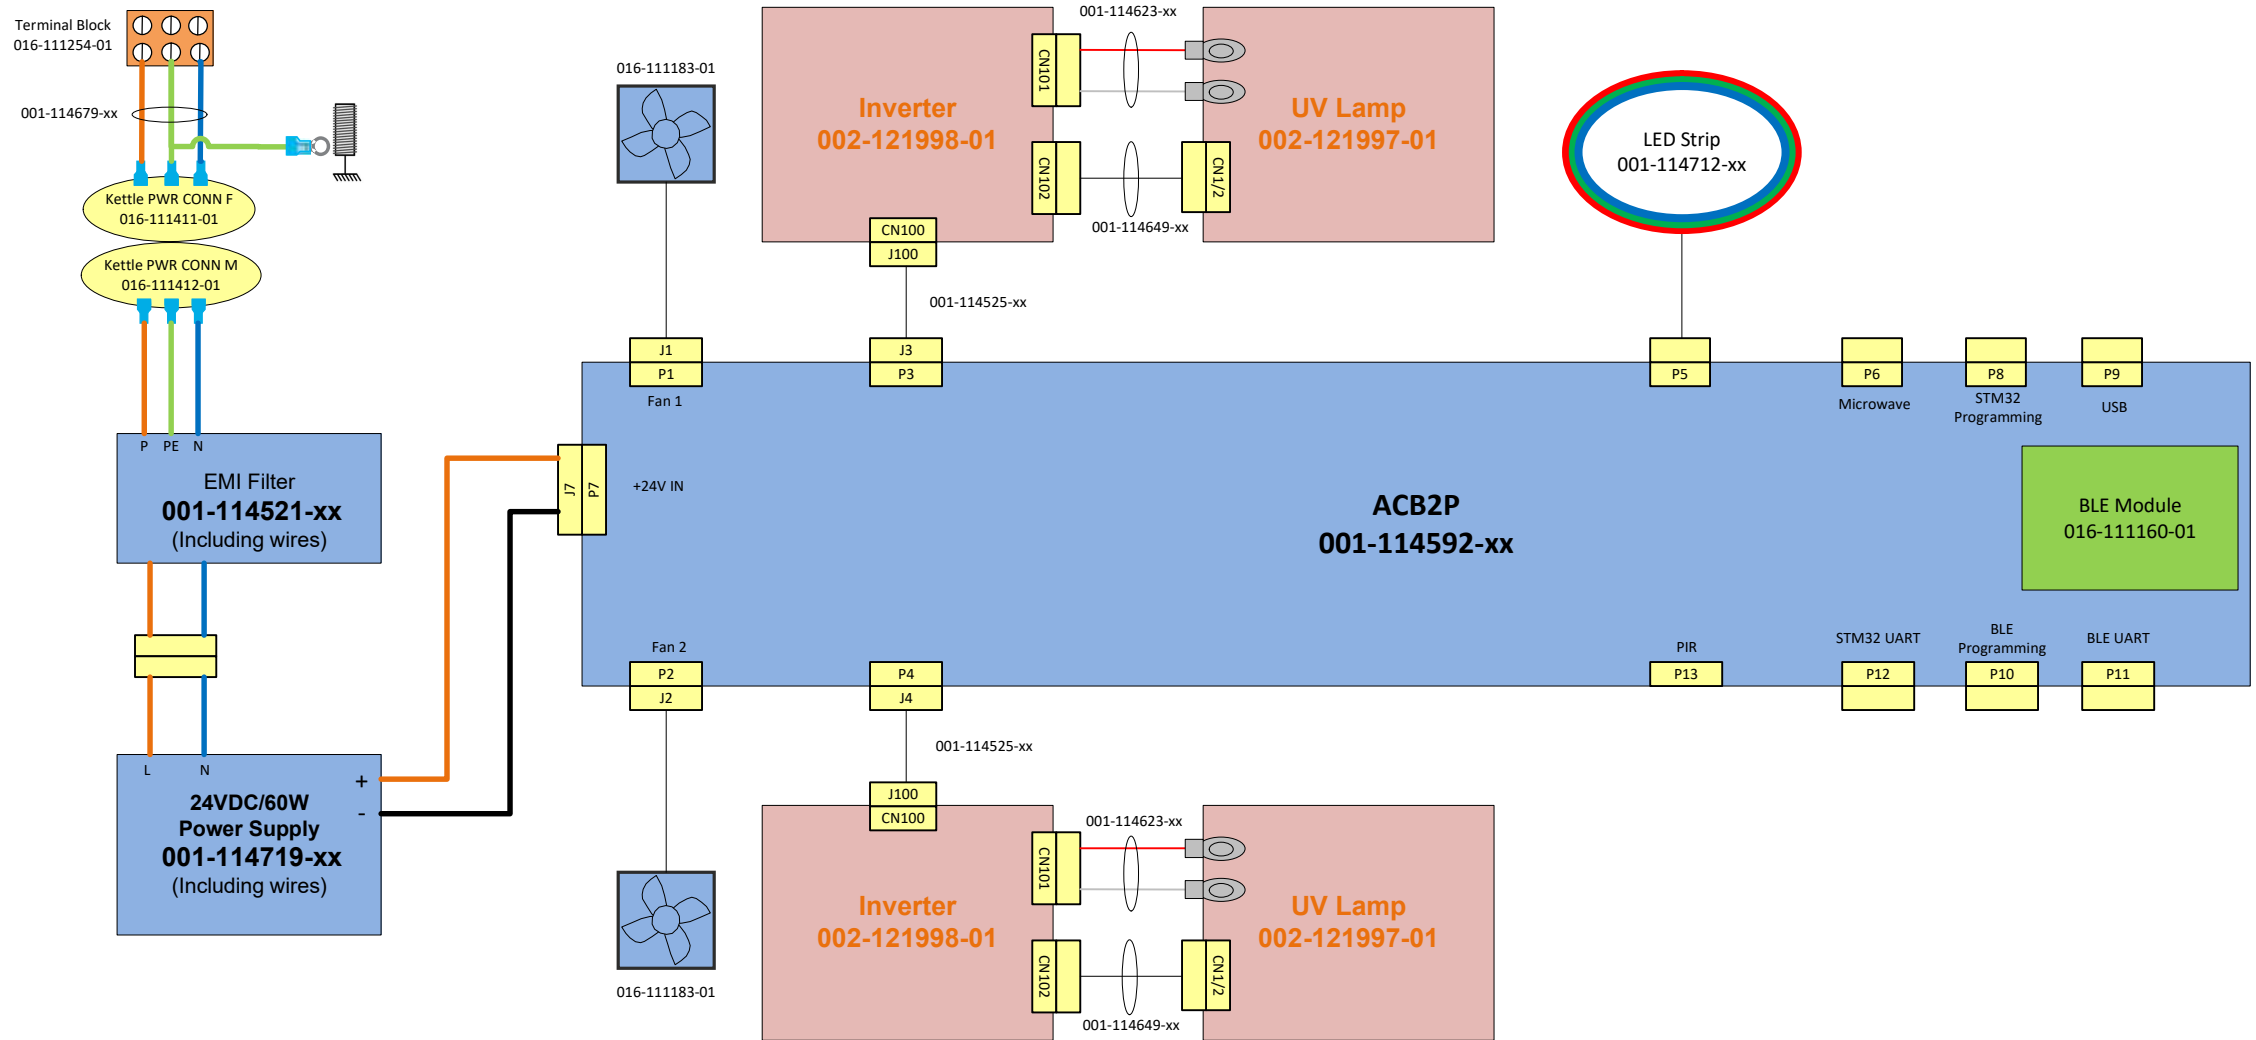 Terminal Block
016-111254-01
001-114679-xx
Kettle PWR CONN F
016-111411-01
Kettle PWR CONN M
016-111412-01
P PE N
EMI Filter
001-114521-xx
(Including wires)
L N
+
-
24VDC/60W
Power Supply
001-114719-xx
(Including wires)
016-111183-01
J1
P1
Fan 1
J7
P7
+24V IN
Fan 2
P2
J2
016-111183-01
Inverter
002-121998-01
CN101
CN102
CN100
J100
001-114525-xx
J3
P3
001-114623-xx
001-114649-xx
UV Lamp
002-121997-01
CN1/2
LED Strip
001-114712-xx
P5
P6
Microwave
P8
STM32
Programming
P9
USB
ACB2P
001-114592-xx
BLE Module
016-111160-01
PIR
P13
STM32 UART
P12
BLE
Programming
P10
BLE UART
P11
P4
J4
001-114525-xx
J100
CN100
Inverter
002-121998-01
CN101
CN102
001-114623-xx
001-114649-xx
UV Lamp
002-121997-01
CN1/2